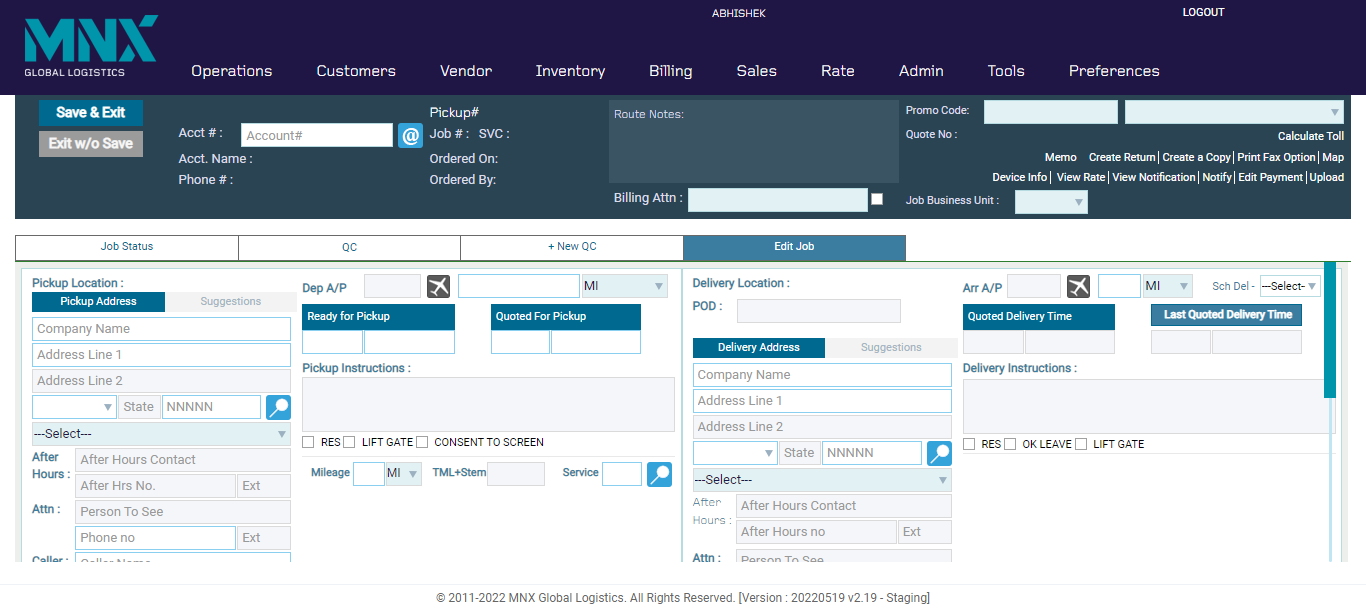 ABHISHEK
LOGOUT
MNX
GLOBAL LOGISTICS
Operations Customers Vendor Inventory Billing Sales Rate Admin Tools Preferences
Save & Exit
Exit w/o Save
Acct # : Account# @
Acct. Name :
Phone # :
Pickup#
Job # : SVC :
Ordered On:
Ordered By:
Route Notes:
Billing Attn :
Promo Code:
Quote No :
Calculate Toll
Memo Create Return| Create a Copy| Print Fax Option| Map
Device Info| View Rate| View Notification| Notify| Edit Payment| Upload
Job Business Unit :
Job Status QC + New QC Edit Job
Pickup Location :
Pickup Address Suggestions
Company Name
Address Line 1
Address Line 2
State NNNNN
---Select---
After
Hours : After Hours Contact
After Hrs No. Ext
Attn : Person To See
Phone no Ext
Caller : Caller Name
Dep A/P MI
Ready for Pickup Quoted For Pickup
Pickup Instructions :
RES LIFT GATE CONSENT TO SCREEN
Mileage MI TML+Stem Service
Delivery Location :
POD :
Delivery Address Suggestions
Company Name
Address Line 1
Address Line 2
State NNNNN
---Select---
After
Hours : After Hours Contact
After Hours no Ext
Attn : Person To See
Arr A/P MI Sch Del - ---Select-
Quoted Delivery Time Last Quoted Delivery Time
Delivery Instructions :
RES OK LEAVE LIFT GATE
© 2011-2022 MNX Global Logistics. All Rights Reserved. [Version : 20220519 v2.19 - Staging]